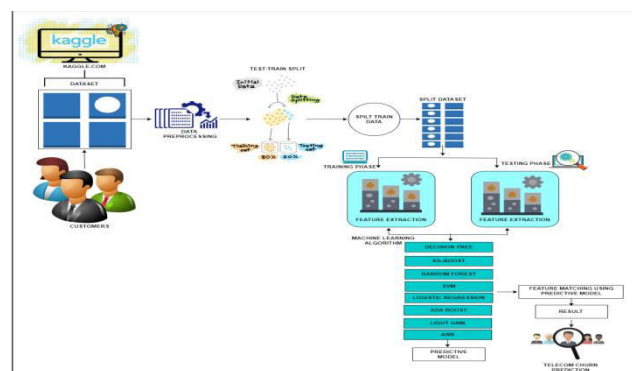 kaggle
KAGGLE.COM
DATASET
CUSTOMERS
DATA
PREPROCESSING
TEST-TRAIN SPLIT
Initial
Data
Data
Splitting
Training
set
Testing
set
80%
20%
SPILT TRAIN
DATA
SPLIT DATASET
TRAINING PHASE
TESTING PHASE
FEATURE EXTRACTION
FEATURE EXTRACTION
MACHINE LEARNING
ALGORITHM
DECISION TREE
XG-BOOST
RANDOM FOREST
SVM
LOGISTIC REGRESSION
ADA BOOST
LIGHT GBM
ANN
PREDICTIVE
MODEL
FEATURE MATCHING USING
PREDICTIVE MODEL
RESULT
TELECOM CHURN
PREDICTION